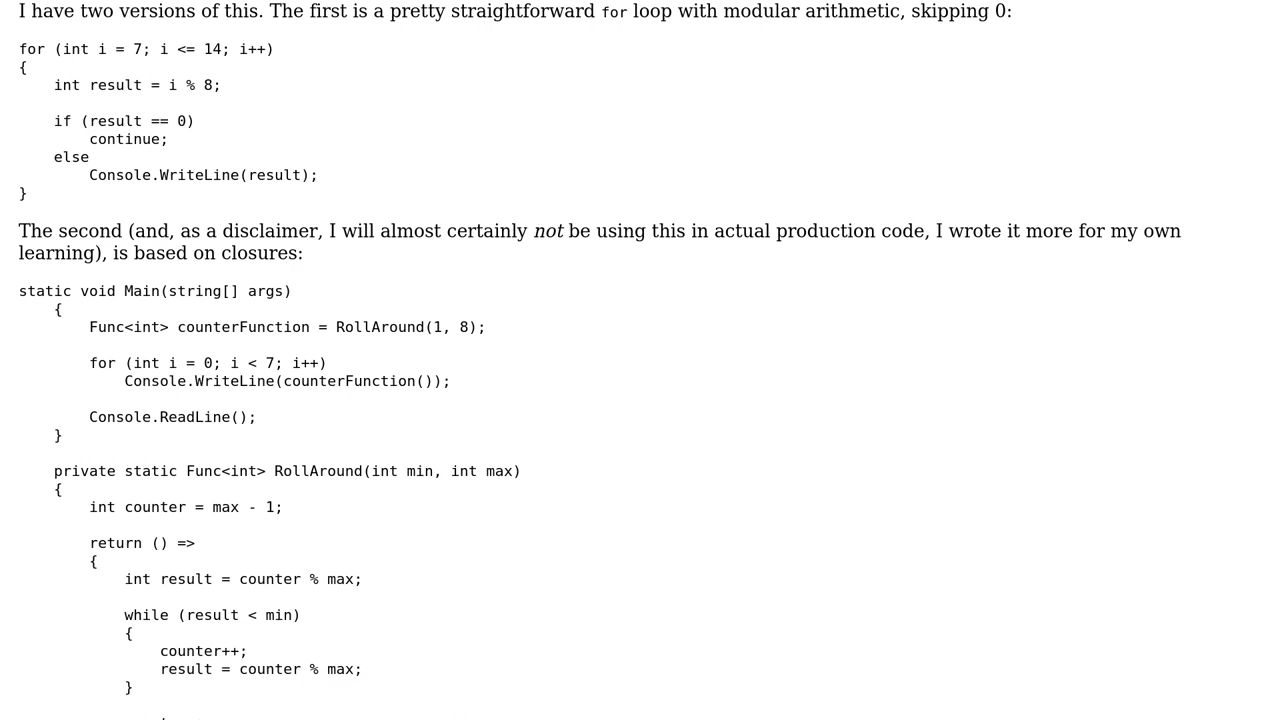 I have two versions of this. The first is a pretty straightforward for loop with modular arithmetic, skipping 0:
for (int i = 7; i <= 14; i++)
{
    int result = i % 8;
    if (result == 0)
        continue;
    else
        Console.WriteLine(result);
}
The second (and, as a disclaimer, I will almost certainly not be using this in actual production code, I wrote it more for my own
learning), is based on closures:
static void Main(string[] args)
    {
        Func<int> counterFunction = RollAround(1, 8);
        for (int i = 0; i < 7; i++)
            Console.WriteLine(counterFunction());
        Console.ReadLine();
    }
    private static Func<int> RollAround(int min, int max)
    {
        int counter = max - 1;
        return () =>
        {
            int result = counter % max;
            while (result < min)
            {
                counter++;
                result = counter % max;
            }